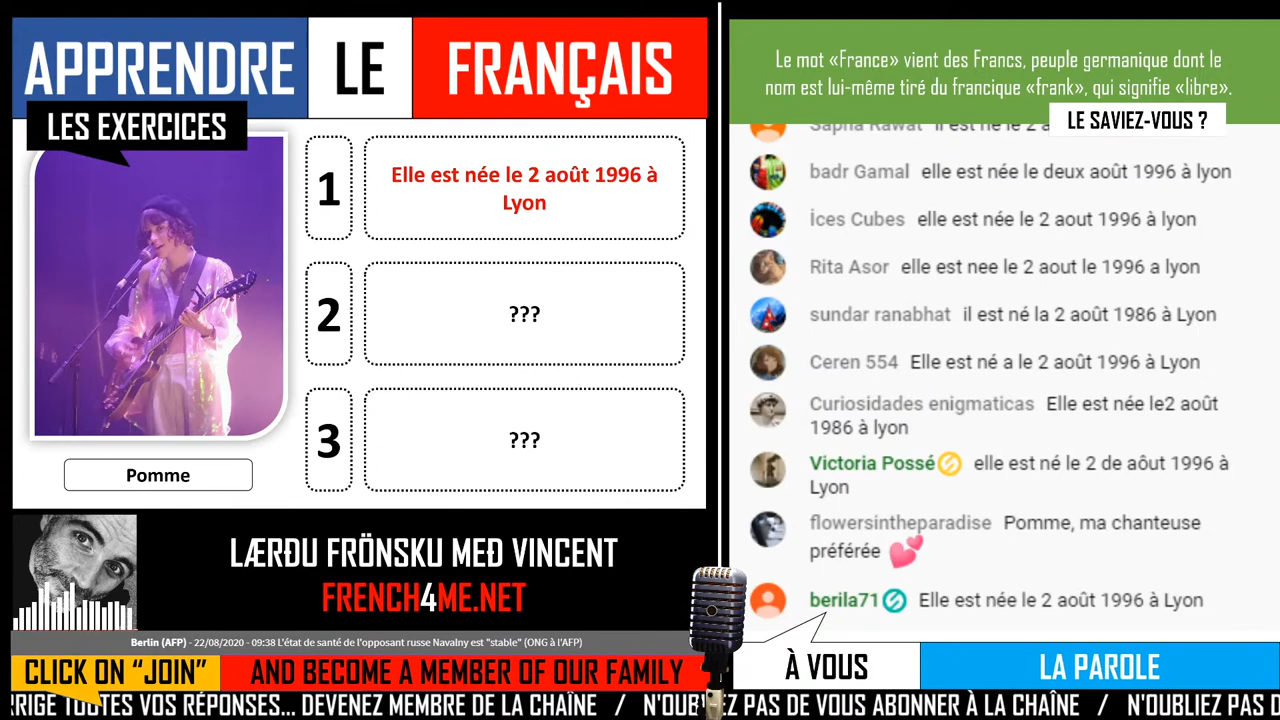 APPRENDRE LE FRANÇAIS
LES EXERCICES
1
Elle est née le 2 août 1996 à
Lyon
2
???
3
???
Pomme
LÆRÐU FRÖNSKU MEÐ VINCENT
FRENCH4ME.NET
Berlin (AFP) - 22/08/2020 - 09:38 L'état de santé de l'opposant russe Navalny est "stable" (ONG à l'AFP)
CLICK ON “JOIN” AND BECOME A MEMBER OF OUR FAMILY
Le mot «France» vient des Francs, peuple germanique dont le
nom est lui-même tiré du francique «frank», qui signifie «libre».
LE SAVIEZ-VOUS ?
badr Gamal elle est née le deux août 1996 à lyon
İces Cubes elle est née le 2 aout 1996 à lyon
Rita Asor elle est nee le 2 aout le 1996 a lyon
sundar ranabhat il est né la 2 août 1986 à Lyon
Ceren 554 Elle est né a le 2 août 1996 à Lyon
Curiosidades enigmaticas Elle est née le2 août
1986 à lyon
Victoria Possé elle est né le 2 de aôut 1996 à
Lyon
flowersintheparadise Pomme, ma chanteuse
préférée
berila71 Elle est née le 2 août 1996 à Lyon
À VOUS LA PAROLE
TOUTES VOS RÉPONSES... DEVENEZ MEMBRE DE LA CHAÎNE / PAS DE VOUS ABONNER À LA CHAÎNE / N'OUBLIEZ PAS